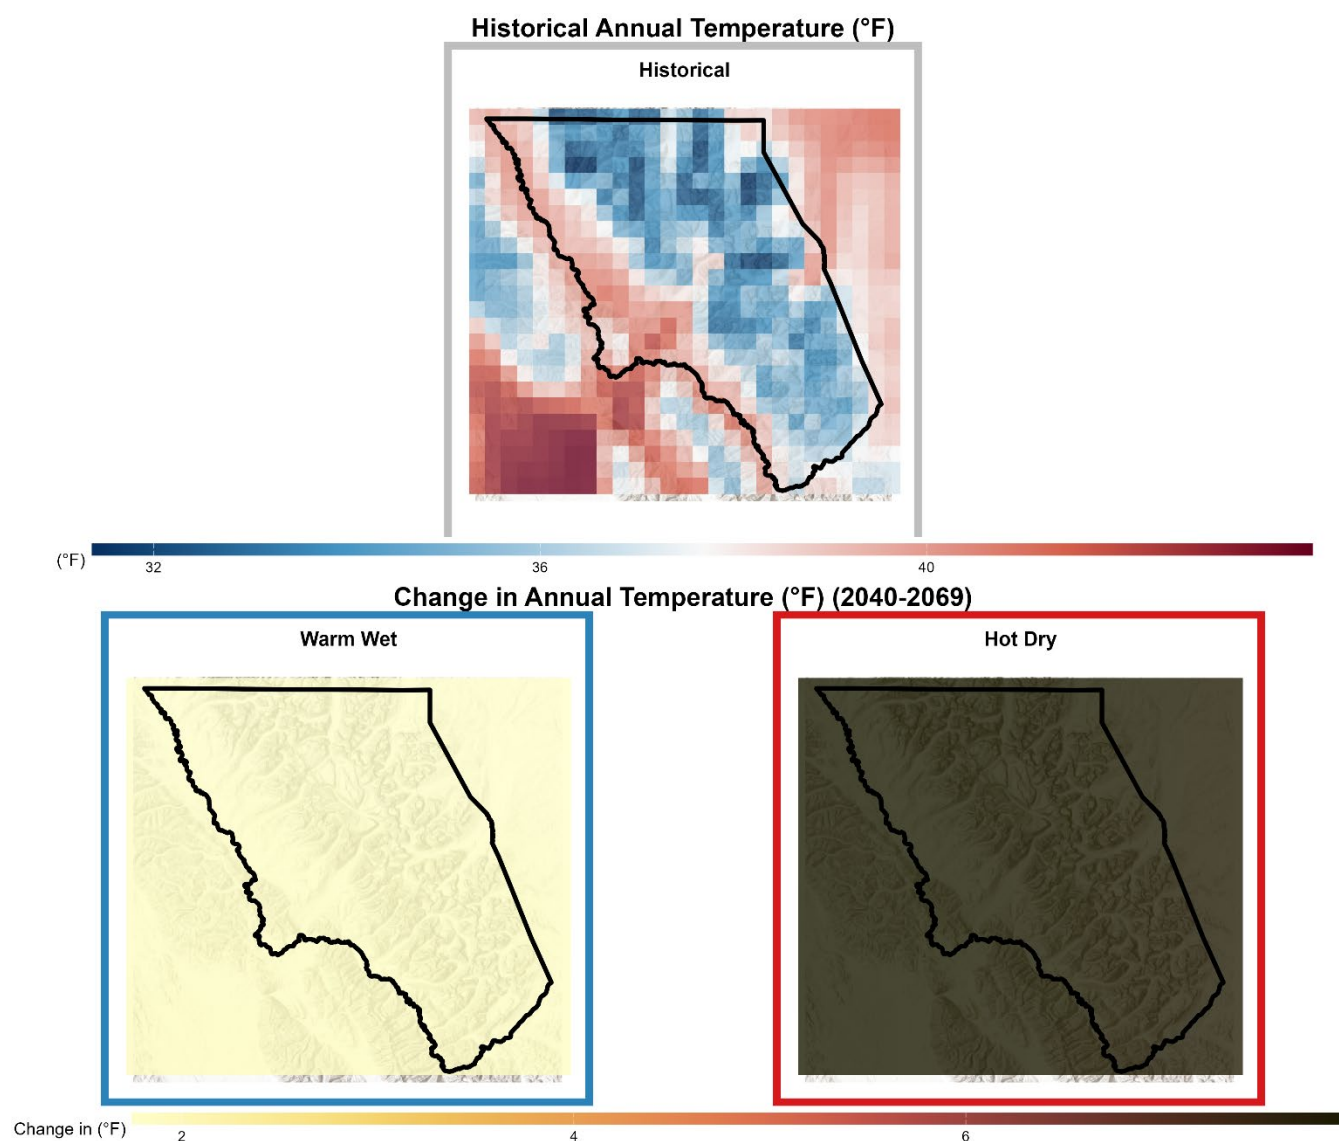 Historical Annual Temperature (°F)
Historical
(°F)
32 36 40
Change in Annual Temperature (°F) (2040-2069)
Warm Wet Hot Dry
Change in (°F)
2 4 6